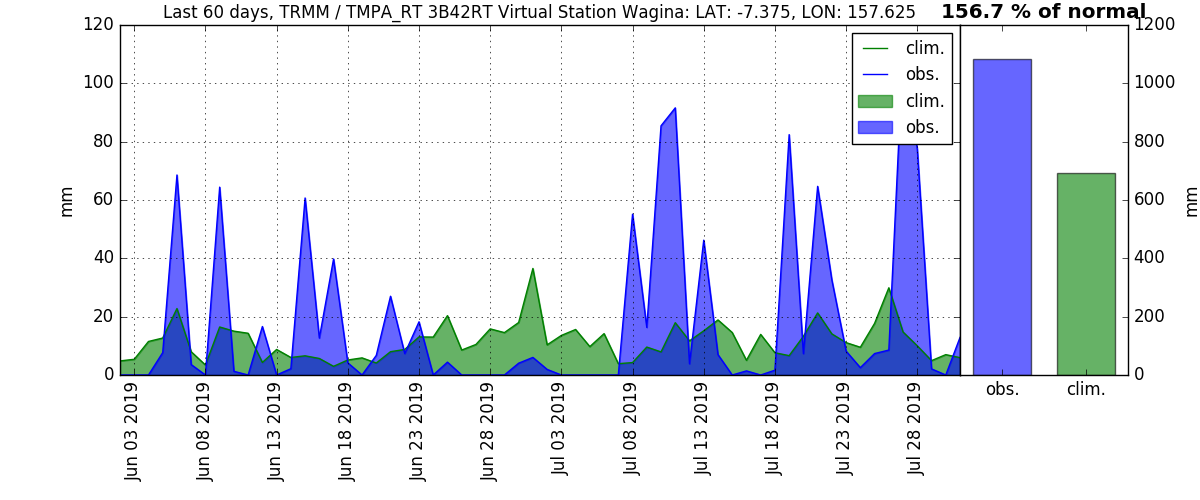 Last 60 days, TRMM / TMPA_RT 3B42RT Virtual Station Wagina: LAT: -7.375, LON: 157.625
156.7 % of normal
120
100
80
60
40
20
0
mm
clim.
obs.
clim.
obs.
1200
1000
800
600
400
200
0
mm
obs.
clim.
Jun 03 2019
Jun 08 2019
Jun 13 2019
Jun 18 2019
Jun 23 2019
Jun 28 2019
Jul 03 2019
Jul 08 2019
Jul 13 2019
Jul 18 2019
Jul 23 2019
Jul 28 2019